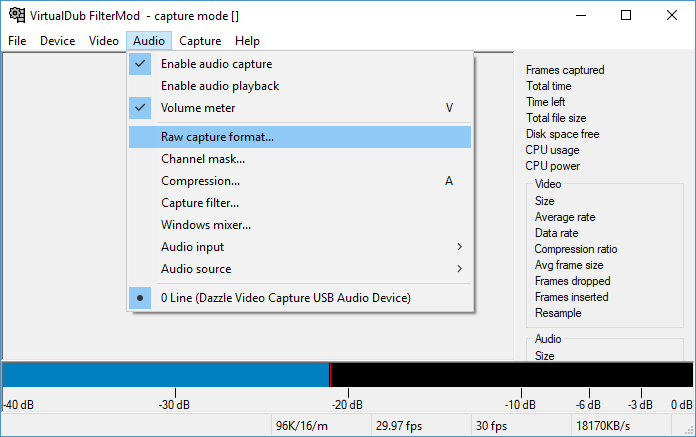 VirtualDub FilterMod - capture mode []
File Device Video Audio Capture Help
Enable audio capture
Enable audio playback
Volume meter V
Raw capture format...
Channel mask...
Compression... A
Capture filter...
Windows mixer...
Audio input
Audio source
0 Line (Dazzle Video Capture USB Audio Device)
Frames captured
Total time
Time left
Total file size
Disk space free
CPU usage
CPU power
Video
Size
Average rate
Data rate
Compression ratio
Avg frame size
Frames dropped
Frames inserted
Resample
Audio
Size
-40 dB -30 dB -20 dB -10 dB -6 dB -3 dB 0 dB
96K/16/m 29.97 fps 30 fps 18170KB/s